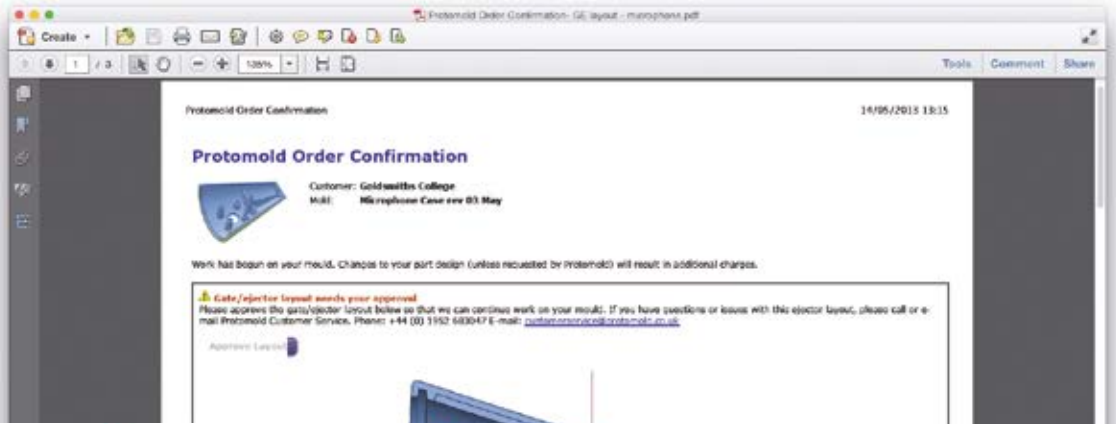 Protomold Order Confirmation- GE layout - microphone.pdf
Create
1 / 3
Tools Comment Share
Protomold Order Confirmation 14/05/2013 13:15
Protomold Order Confirmation
Customer: Goldsmiths College
Mold: Microphone Case rev 03 May
Work has begun on your mould. Changes to your part design (unless requested by Protomold) will result in additional charges.
Gate/ejector layout needs your approval
Please approve the gate/ejector layout below so that we can continue work on your mould. If you have questions or issues with this ejector layout, please call or e-
mail Protomold Customer Service. Phone: +44 (0) 1952 683047 E-mail: customerservice@protomold.co.uk
Approve Layout